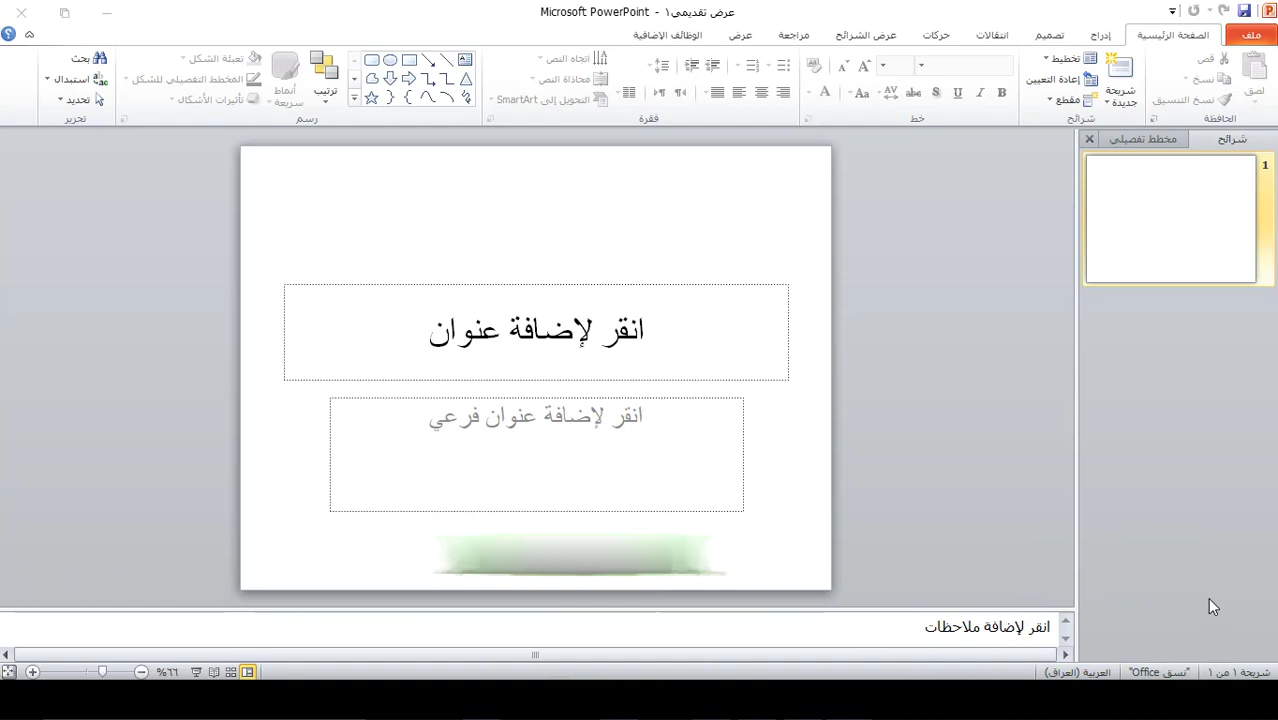 عرض تقديمي١ - Microsoft PowerPoint
ملف الصفحة الرئيسية إدراج تصميم انتقالات حركات عرض الشرائح مراجعة عرض الوظائف الإضافية
لصق
قص
نسخ
نسخ التنسيق
الحافظة
شريحة
جديدة
تخطيط
إعادة التعيين
مقطع
شرائح
خط
اتجاه النص
محاذاة النص
التحويل إلى SmartArt
فقرة
ترتيب
أنماط
سريعة
تعبئة الشكل
المخطط التفصيلي للشكل
تأثيرات الأشكال
رسم
بحث
استبدال
تحديد
تحرير
شرائح مخطط تفصيلي
1
انقر لإضافة عنوان
انقر لإضافة عنوان فرعي
انقر لإضافة ملاحظات
شريحة ١ من ١ "نسق Office" العربية (العراق) ٦٦%